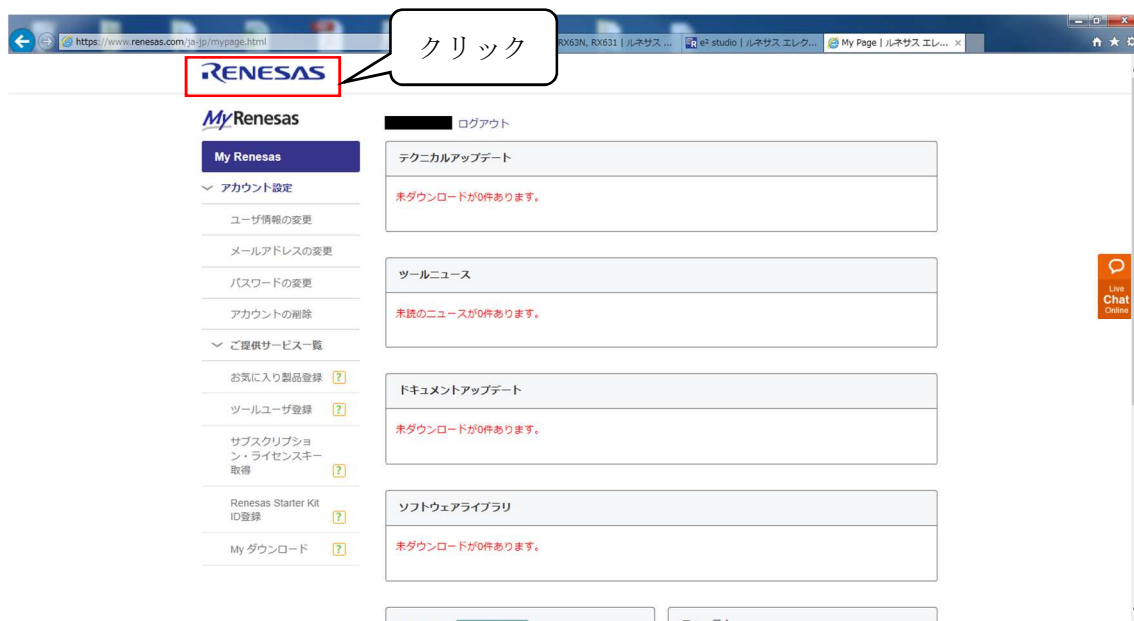 https://www.renesas.com/ja-jp/mypage.html
RX63N, RX631 | ルネサス ...
e² studio | ルネサス エレク...
My Page | ルネサス エレ...
クリック
RENESAS
MyRenesas
ログアウト
My Renesas
アカウント設定
ユーザ情報の変更
メールアドレスの変更
パスワードの変更
アカウントの削除
ご提供サービス一覧
お気に入り製品登録 ?
ツールユーザ登録 ?
サブスクリプショ
ン・ライセンスキー
取得 ?
Renesas Starter Kit
ID登録 ?
My ダウンロード ?
テクニカルアップデート
未ダウンロードが0件あります。
ツールニュース
未読のニュースが0件あります。
ドキュメントアップデート
未ダウンロードが0件あります。
ソフトウェアライブラリ
未ダウンロードが0件あります。
Live
Chat
Online